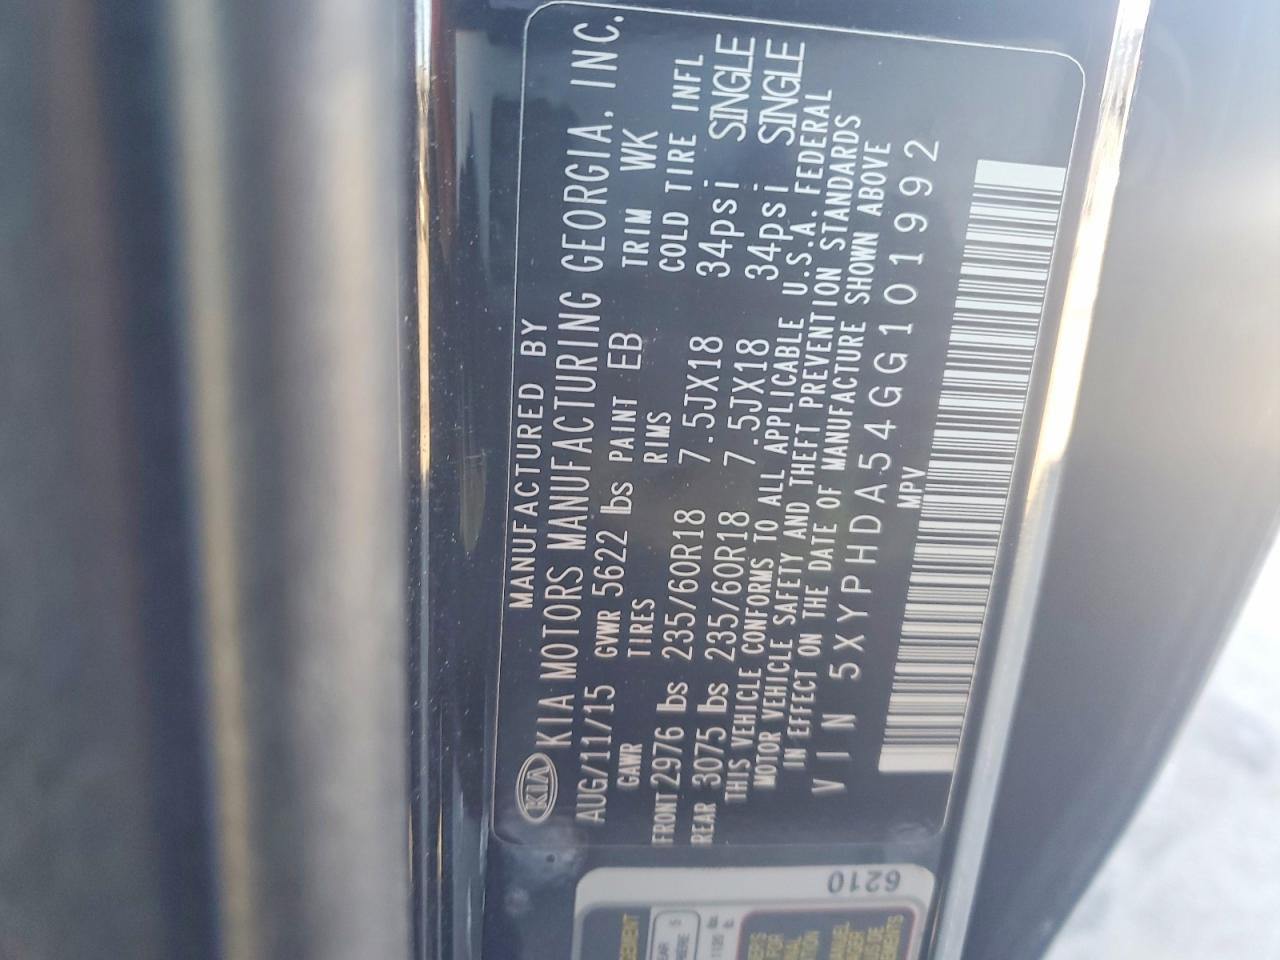 MANUFACTURED BY
KIA KIA MOTORS MANUFACTURING GEORGIA, INC.
AUG/11/15 GVWR 5622 lbs PAINT EB TRIM WK
GAWR TIRES RIMS COLD TIRE INFL
FRONT 2976 lbs 235/60R18 7.5JX18 34psi SINGLE
REAR 3075 lbs 235/60R18 7.5JX18 34psi SINGLE
THIS VEHICLE CONFORMS TO ALL APPLICABLE U.S.A. FEDERAL
MOTOR VEHICLE SAFETY AND THEFT PREVENTION STANDARDS
IN EFFECT ON THE DATE OF MANUFACTURE SHOWN ABOVE
VIN 5XYPHDA54GG101992
MPV
6210